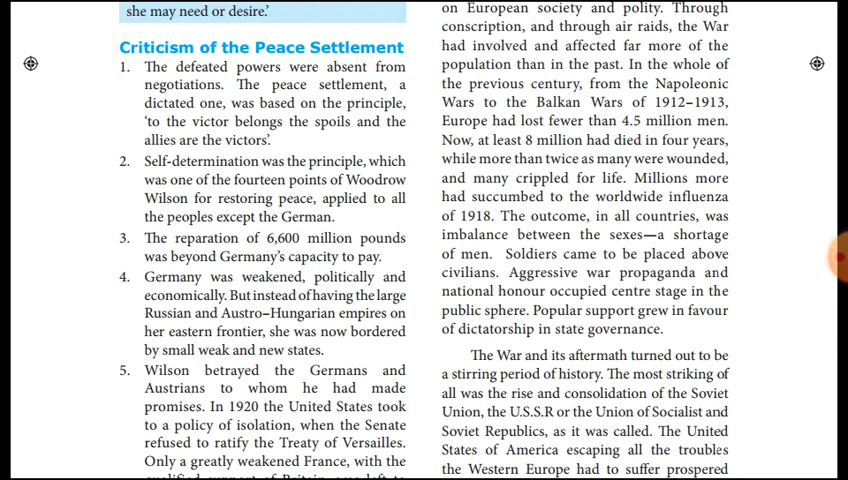 she may need or desire.’
Criticism of the Peace Settlement
1. The defeated powers were absent from
negotiations. The peace settlement, a
dictated one, was based on the principle,
‘to the victor belongs the spoils and the
allies are the victors’.
2. Self-determination was the principle, which
was one of the fourteen points of Woodrow
Wilson for restoring peace, applied to all
the peoples except the German.
3. The reparation of 6,600 million pounds
was beyond Germany’s capacity to pay.
4. Germany was weakened, politically and
economically. But instead of having the large
Russian and Austro–Hungarian empires on
her eastern frontier, she was now bordered
by small weak and new states.
5. Wilson betrayed the Germans and
Austrians to whom he had made
promises. In 1920 the United States took
to a policy of isolation, when the Senate
refused to ratify the Treaty of Versailles.
Only a greatly weakened France, with the
on European society and polity. Through
conscription, and through air raids, the War
had involved and affected far more of the
population than in the past. In the whole of
the previous century, from the Napoleonic
Wars to the Balkan Wars of 1912–1913,
Europe had lost fewer than 4.5 million men.
Now, at least 8 million had died in four years,
while more than twice as many were wounded,
and many crippled for life. Millions more
had succumbed to the worldwide influenza
of 1918. The outcome, in all countries, was
imbalance between the sexes—a shortage
of men. Soldiers came to be placed above
civilians. Aggressive war propaganda and
national honour occupied centre stage in the
public sphere. Popular support grew in favour
of dictatorship in state governance.
The War and its aftermath turned out to be
a stirring period of history. The most striking of
all was the rise and consolidation of the Soviet
Union, the U.S.S.R or the Union of Socialist and
Soviet Republics, as it was called. The United
States of America escaping all the troubles
the Western Europe had to suffer prospered